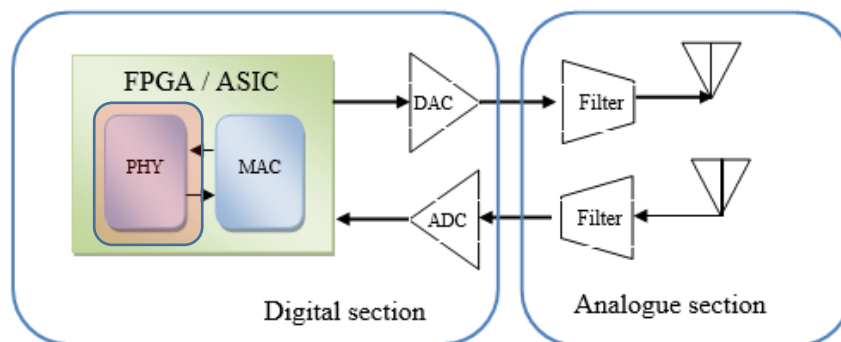 FPGA / ASIC
PHY
MAC
DAC
ADC
Filter
Filter
Digital section
Analogue section